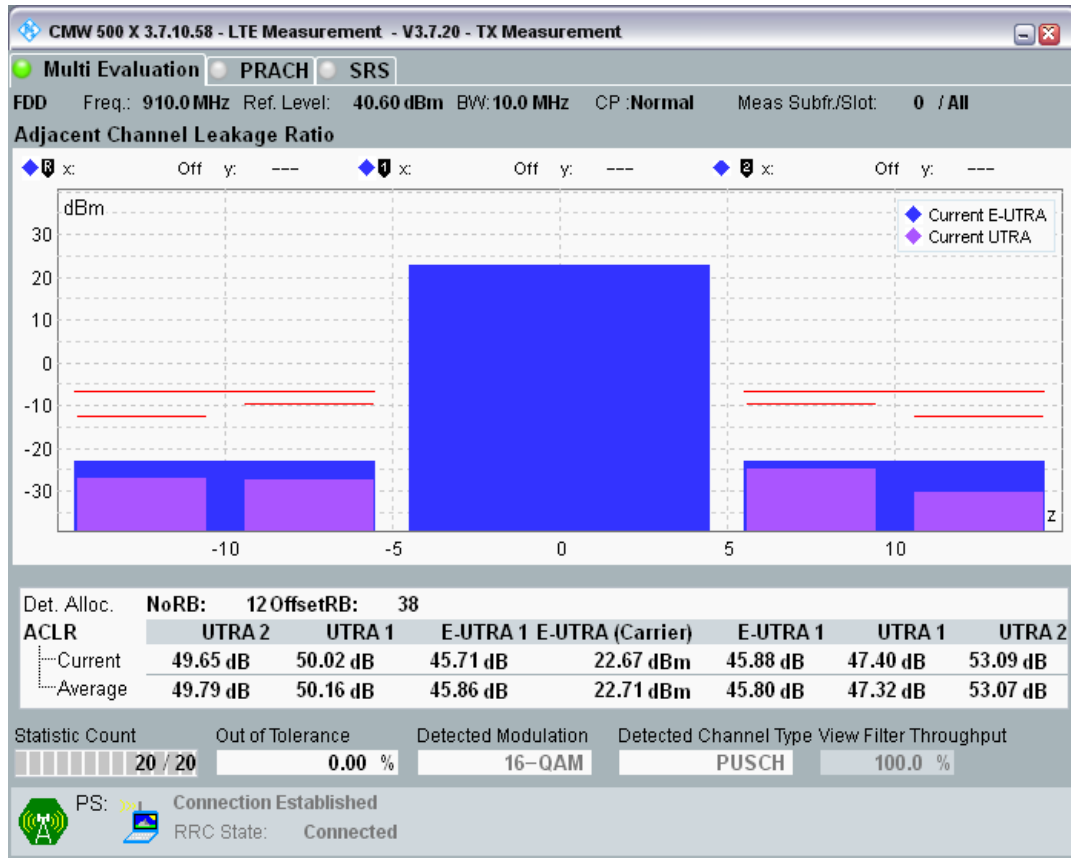 CMW 500 X 3.7.10.58 - LTE Measurement - V3.7.20 - TX Measurement
Multi Evaluation PRACH SRS
FDD Freq.: 910.0 MHz Ref. Level: 40.60 dBm BW: 10.0 MHz CP :Normal Meas Subfr./Slot: 0 / All
Adjacent Channel Leakage Ratio
R x: Off y: --- 1 x: Off y: --- 2 x: Off y: ---
dBm
Current E-UTRA
Current UTRA
30
20
10
0
-10
-20
-30
z
-10 -5 0 5 10
Det. Alloc. NoRB: 12 OffsetRB: 38
ACLR UTRA 2 UTRA 1 E-UTRA 1 E-UTRA (Carrier) E-UTRA 1 UTRA 1 UTRA 2
Current 49.65 dB 50.02 dB 45.71 dB 22.67 dBm 45.88 dB 47.40 dB 53.09 dB
Average 49.79 dB 50.16 dB 45.86 dB 22.71 dBm 45.80 dB 47.32 dB 53.07 dB
Statistic Count Out of Tolerance Detected Modulation Detected Channel Type View Filter Throughput
20 / 20 0.00 % 16-QAM PUSCH 100.0 %
PS: Connection Established
RRC State: Connected